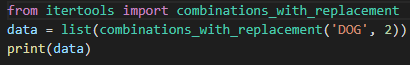 from itertools import combinations_with_replacement
data = list(combinations_with_replacement('DOG', 2))
print(data)